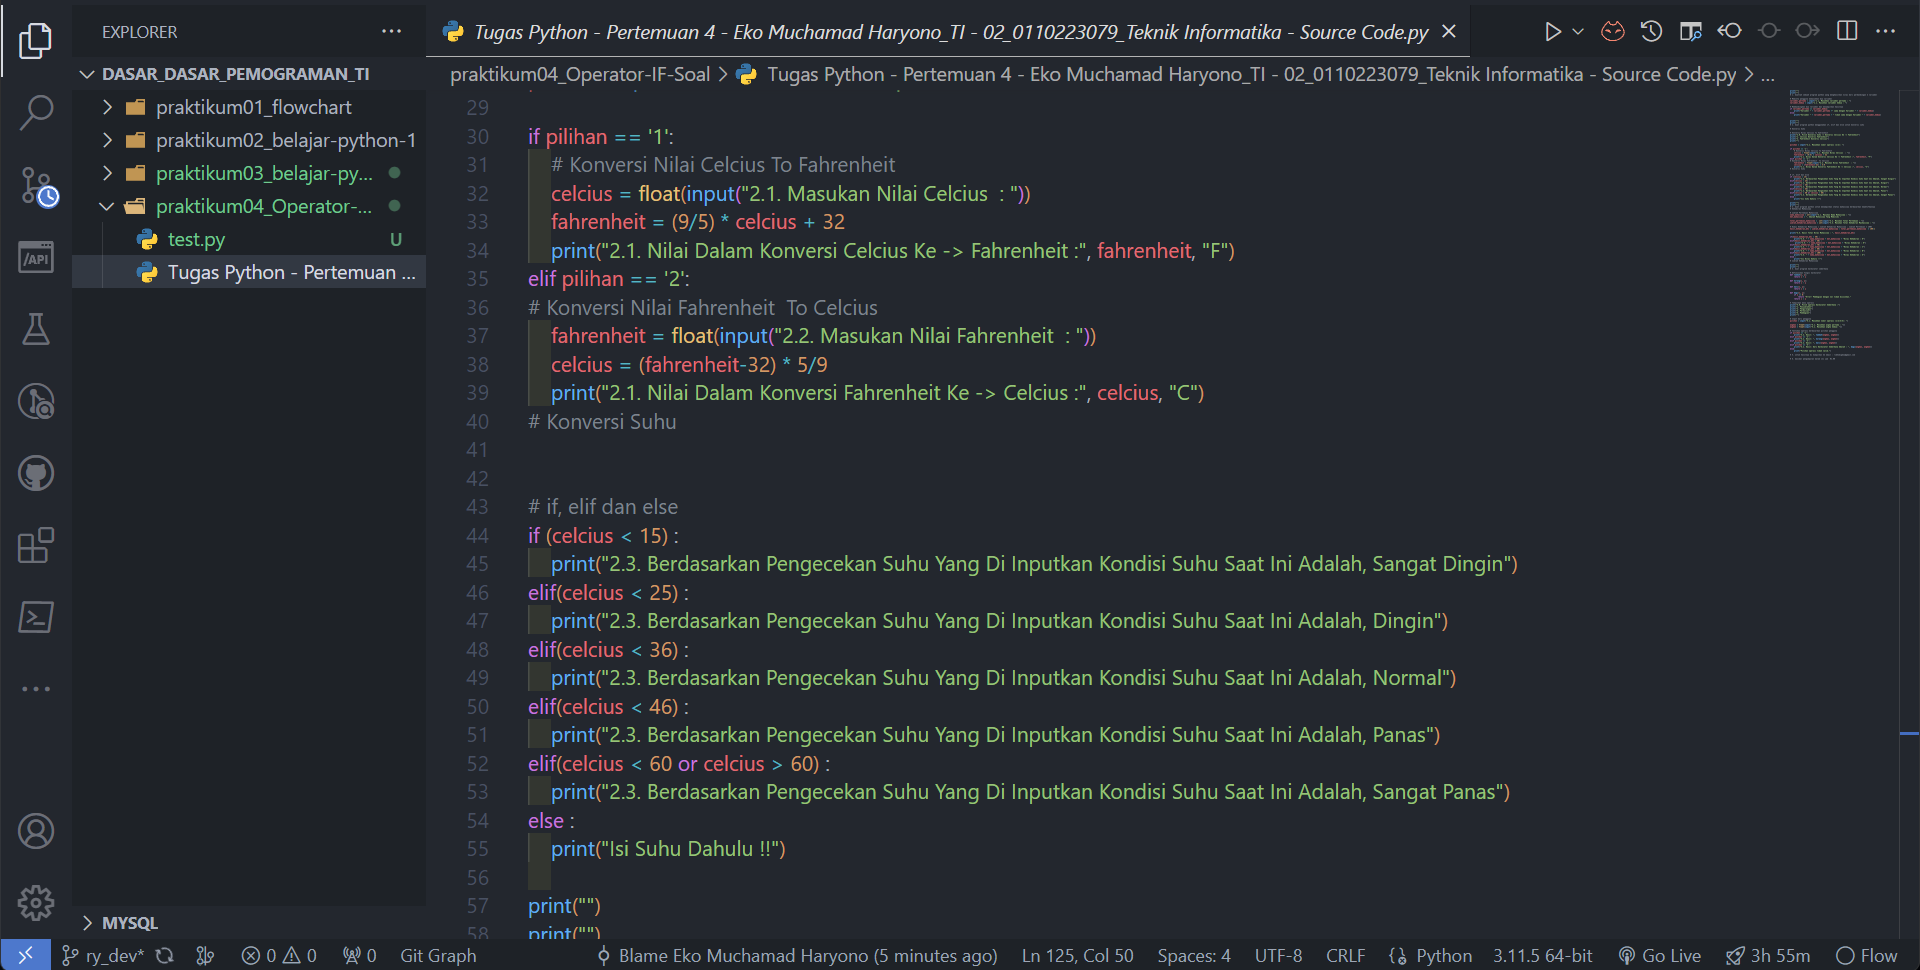 EXPLORER
Tugas Python - Pertemuan 4 - Eko Muchamad Haryono_TI - 02_0110223079_Teknik Informatika - Source Code.py
DASAR_DASAR_PEMOGRAMAN_TI
praktikum04_Operator-IF-Soal > Tugas Python - Pertemuan 4 - Eko Muchamad Haryono_TI - 02_0110223079_Teknik Informatika - Source Code.py > ...
praktikum01_flowchart
praktikum02_belajar-python-1
praktikum03_belajar-py...
praktikum04_Operator-...
test.py U
Tugas Python - Pertemuan ...
API
MYSQL
29
30 if pilihan == '1':
31 # Konversi Nilai Celcius To Fahrenheit
32 celcius = float(input("2.1. Masukan Nilai Celcius  : "))
33 fahrenheit = (9/5) * celcius + 32
34 print("2.1. Nilai Dalam Konversi Celcius Ke -> Fahrenheit :", fahrenheit, "F")
35 elif pilihan == '2':
36 # Konversi Nilai Fahrenheit  To Celcius
37 fahrenheit = float(input("2.2. Masukan Nilai Fahrenheit  : "))
38 celcius = (fahrenheit-32) * 5/9
39 print("2.1. Nilai Dalam Konversi Fahrenheit Ke -> Celcius :", celcius, "C")
40 # Konversi Suhu
41
42
43 # if, elif dan else
44 if (celcius < 15) :
45 print("2.3. Berdasarkan Pengecekan Suhu Yang Di Inputkan Kondisi Suhu Saat Ini Adalah, Sangat Dingin")
46 elif(celcius < 25) :
47 print("2.3. Berdasarkan Pengecekan Suhu Yang Di Inputkan Kondisi Suhu Saat Ini Adalah, Dingin")
48 elif(celcius < 36) :
49 print("2.3. Berdasarkan Pengecekan Suhu Yang Di Inputkan Kondisi Suhu Saat Ini Adalah, Normal")
50 elif(celcius < 46) :
51 print("2.3. Berdasarkan Pengecekan Suhu Yang Di Inputkan Kondisi Suhu Saat Ini Adalah, Panas")
52 elif(celcius < 60 or celcius > 60) :
53 print("2.3. Berdasarkan Pengecekan Suhu Yang Di Inputkan Kondisi Suhu Saat Ini Adalah, Sangat Panas")
54 else :
55 print("Isi Suhu Dahulu !!")
56
57 print("")
58 print("")
ry_dev* 0 0 0 Git Graph Blame Eko Muchamad Haryono (5 minutes ago) Ln 125, Col 50 Spaces: 4 UTF-8 CRLF Python 3.11.5 64-bit Go Live 3h 55m Flow